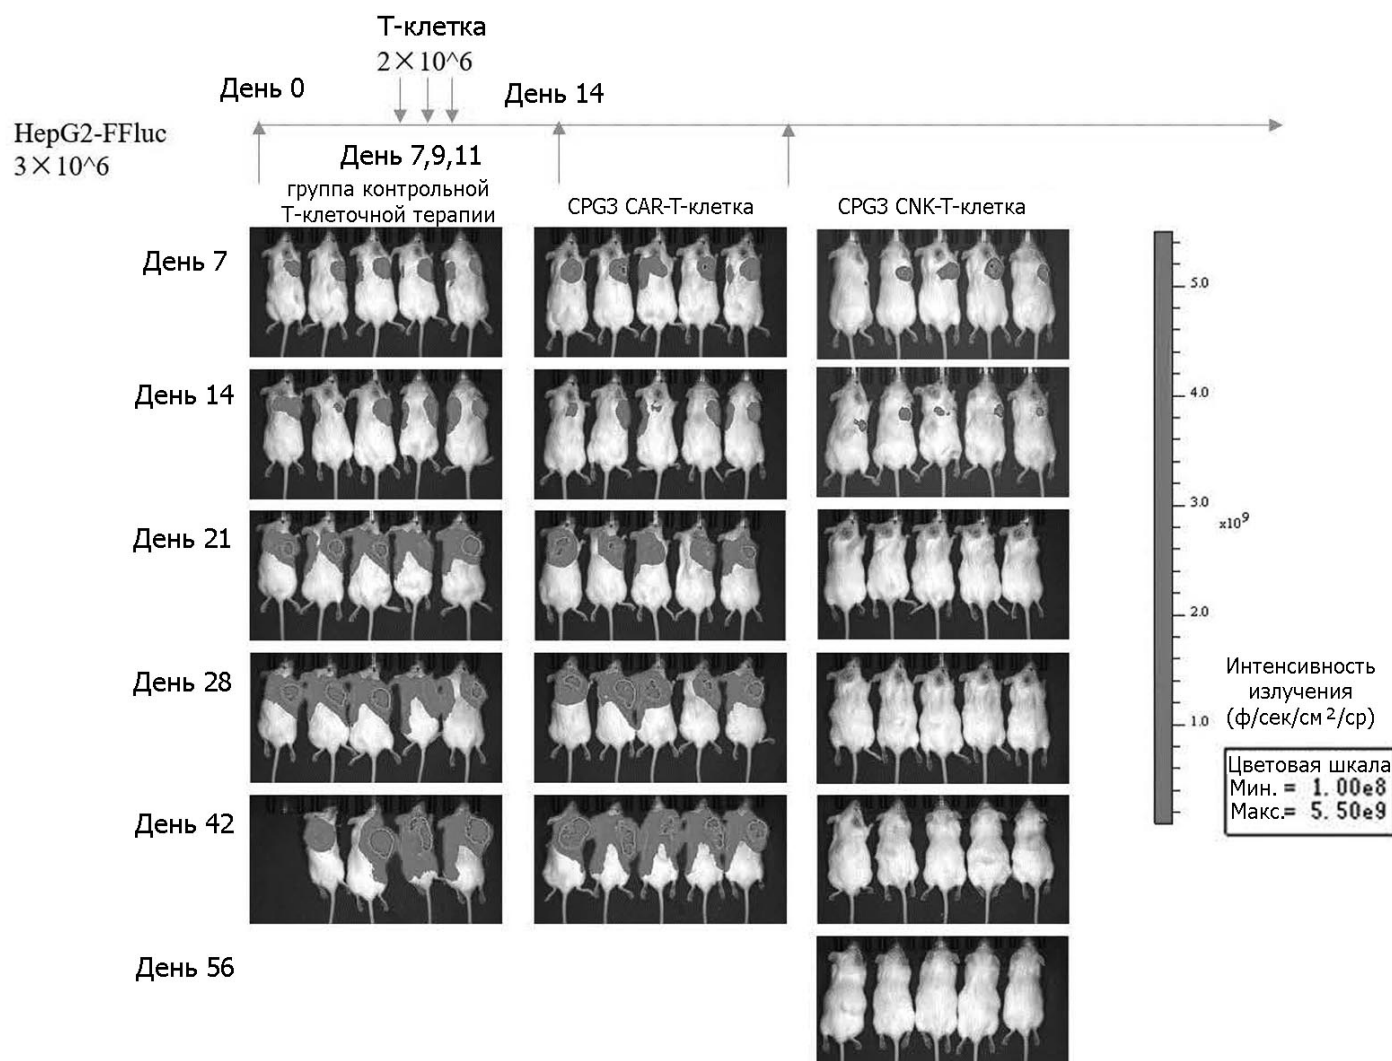 Т-клетка
2×10^6
День 0
День 14
HepG2-FFluc
3×10^6
День 7,9,11
группа контрольной
Т-клеточной терапии
CPG3 CAR-Т-клетка
CPG3 CNK-Т-клетка
День 7
День 14
День 21
День 28
День 42
День 56
5.0
4.0
3.0
x10⁹
2.0
1.0
Интенсивность
излучения
(ф/сек/см²/ср)
Цветовая шкала
Мин. = 1.00e8
Макс.= 5.50e9